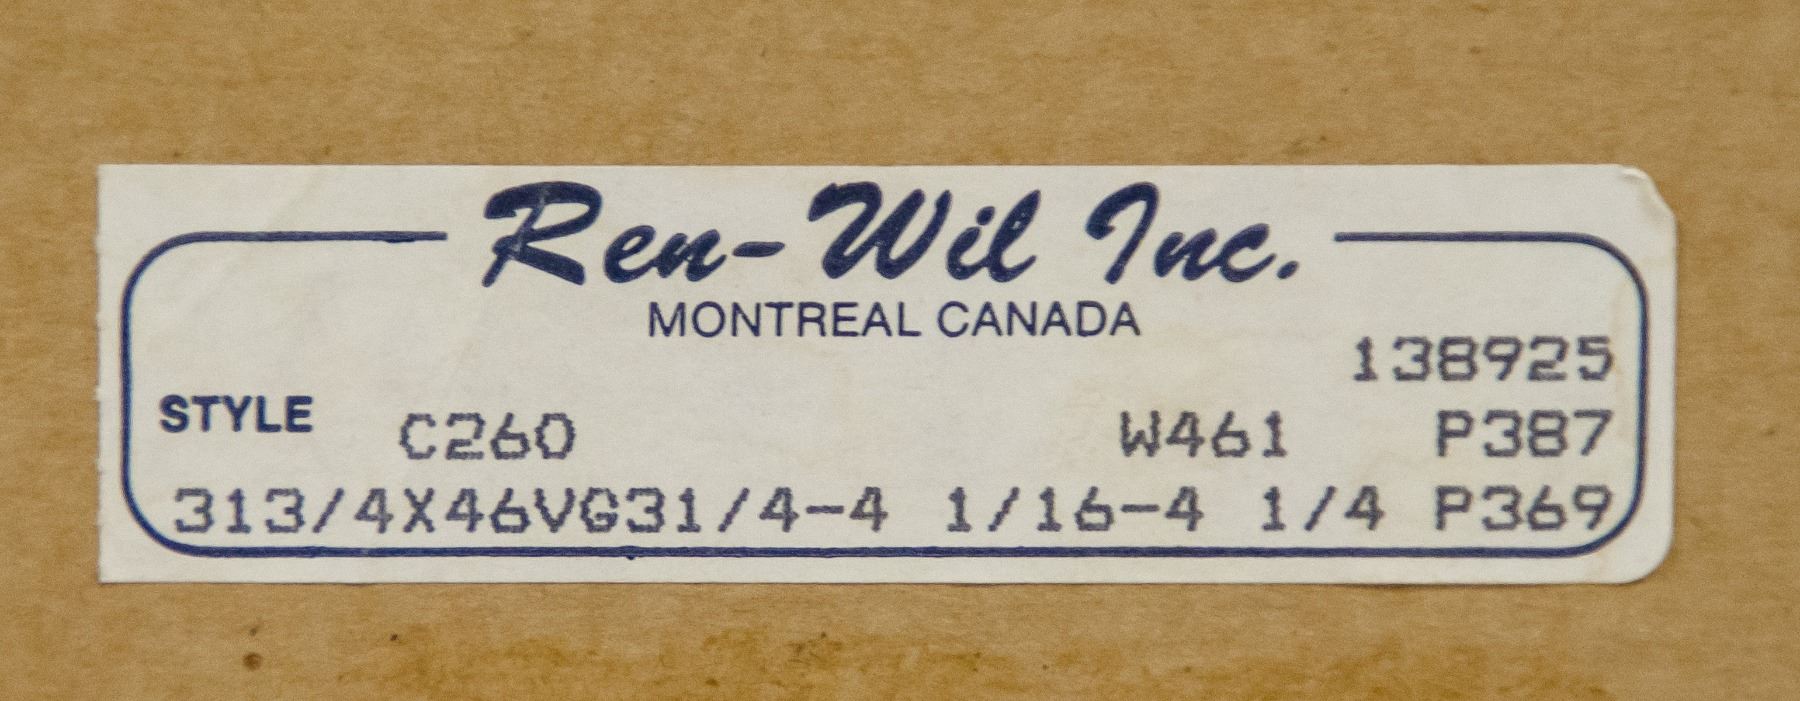 Ren-Wil Inc.
MONTREAL CANADA
138925
STYLE C260 W461 P387
313/4X46VG31/4-4 1/16-4 1/4 P369